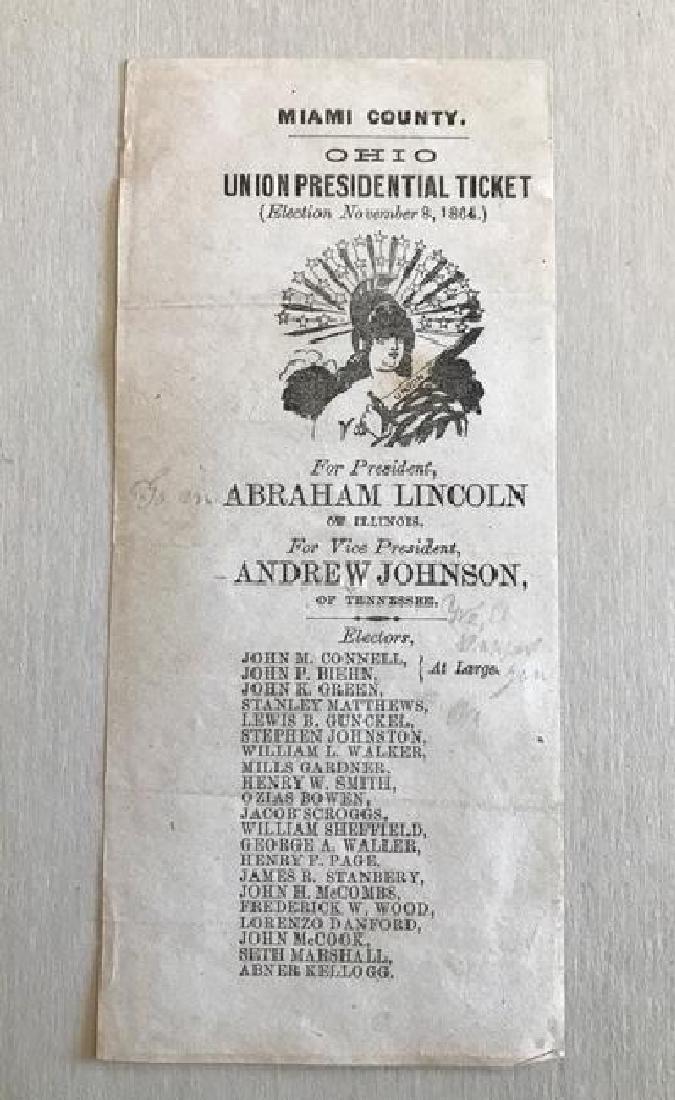 MIAMI COUNTY.
OHIO
UNION PRESIDENTIAL TICKET
(Election November 8, 1864.)
For President,
ABRAHAM LINCOLN
OF ILLINOIS.
For Vice President,
ANDREW JOHNSON,
OF TENNESSEE.
Electors,
JOHN M. CONNELL,
JOHN P. BIEHN,
At Large.
JOHN K. GREEN,
STANLEY MATTHEWS,
LEWIS B. GUNCKEL,
STEPHEN JOHNSTON,
WILLIAM L. WALKER,
MILLS GARDNER,
HENRY W. SMITH,
OZIAS BOWEN,
JACOB SCROGGS,
WILLIAM SHEFFIELD,
GEORGE A. WALLER,
HENRY F. PAGE,
JAMES R. STANBERY,
JOHN H. McCOMBS,
FREDERICK W. WOOD,
LORENZO DANFORD,
JOHN McCOOK,
SETH MARSHALL,
ABNER KELLOGG.